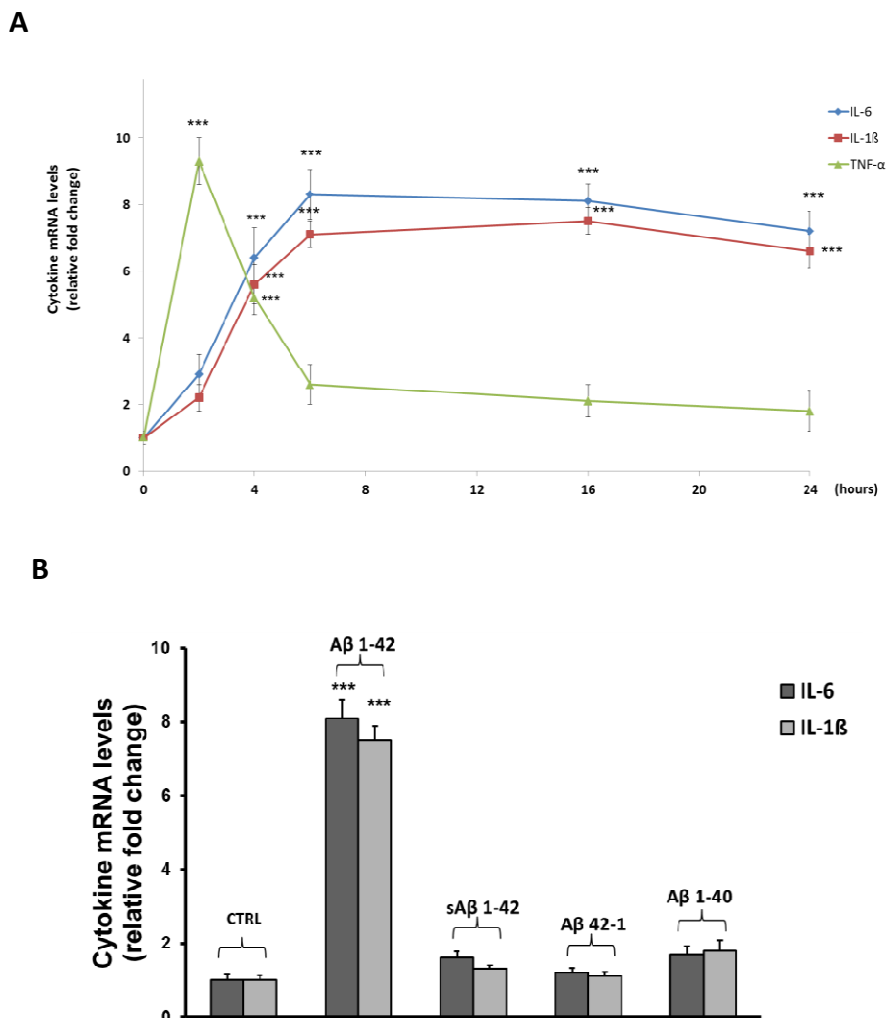 A
Cytokine mRNA levels
(relative fold change)
10
8
6
4
2
0
***
***
***
***
***
***
***
***
***
***
IL-6
IL-1ß
TNF-α
0
4
8
12
16
20
24
(hours)
B
Cytokine mRNA levels
(relative fold change)
10
8
6
4
2
0
CTRL
Aβ 1-42
***
***
sAβ 1-42
Aβ 42-1
Aβ 1-40
IL-6
IL-1ß